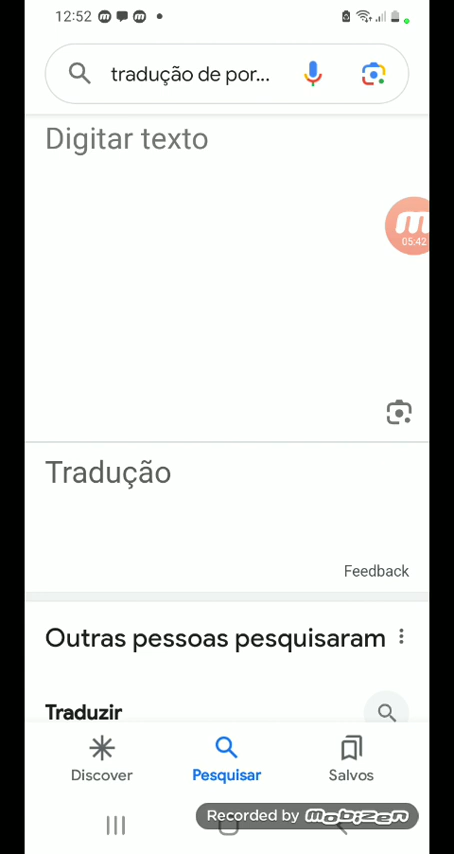 12:52
tradução de por...
Digitar texto
05:42
Tradução
Feedback
Outras pessoas pesquisaram
Traduzir
Discover
Pesquisar
Salvos
Recorded by mobizen